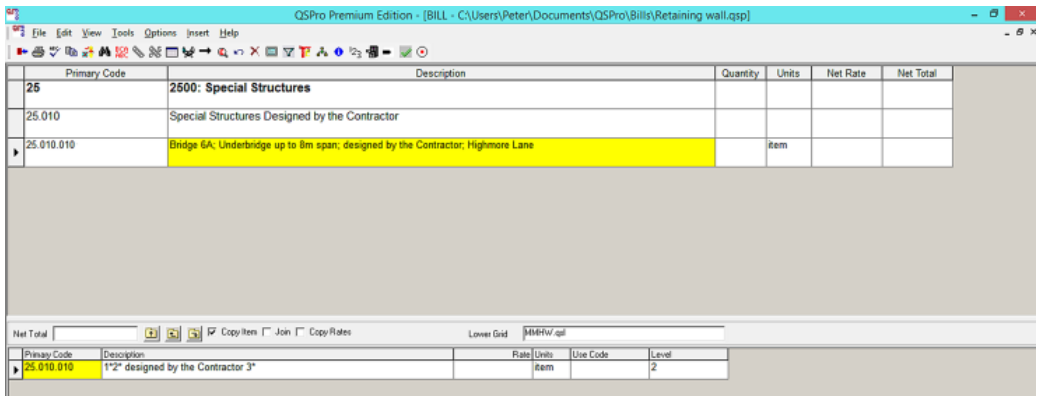 QSPro Premium Edition - [BILL - C:\Users\Peter\Documents\QSPro\Bills\Retaining wall.qsp]
File Edit View Tools Options Insert Help
Primary Code Description Quantity Units Net Rate Net Total
25 2500: Special Structures
25.010 Special Structures Designed by the Contractor
25.010.010 Bridge 6A; Underbridge up to 8m span; designed by the Contractor; Highmore Lane item
Net Total Copy Item Join Copy Rates Lower Grid MMHW.qsl
Primary Code Description Rate Units Use Code Level
25.010.010 1*2* designed by the Contractor 3* item 2